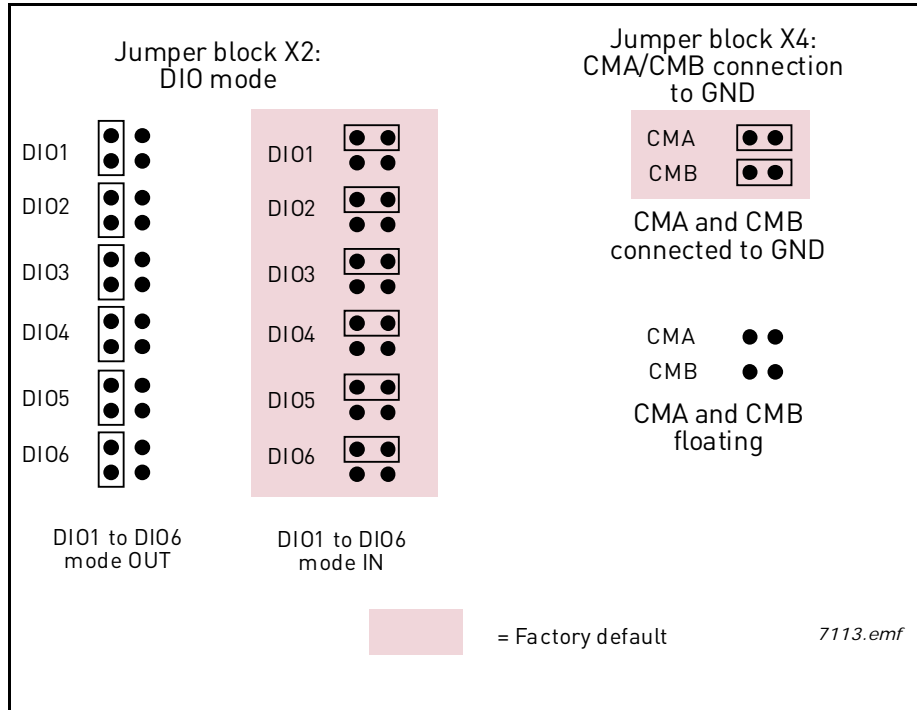 Jumper block X2:
DIO mode
DIO1
DIO2
DIO3
DIO4
DIO5
DIO6
DIO1 to DIO6
mode OUT
DIO1
DIO2
DIO3
DIO4
DIO5
DIO6
DIO1 to DIO6
mode IN
Jumper block X4:
CMA/CMB connection
to GND
CMA
CMB
CMA and CMB
connected to GND
CMA
CMB
CMA and CMB
floating
= Factory default
7113.emf